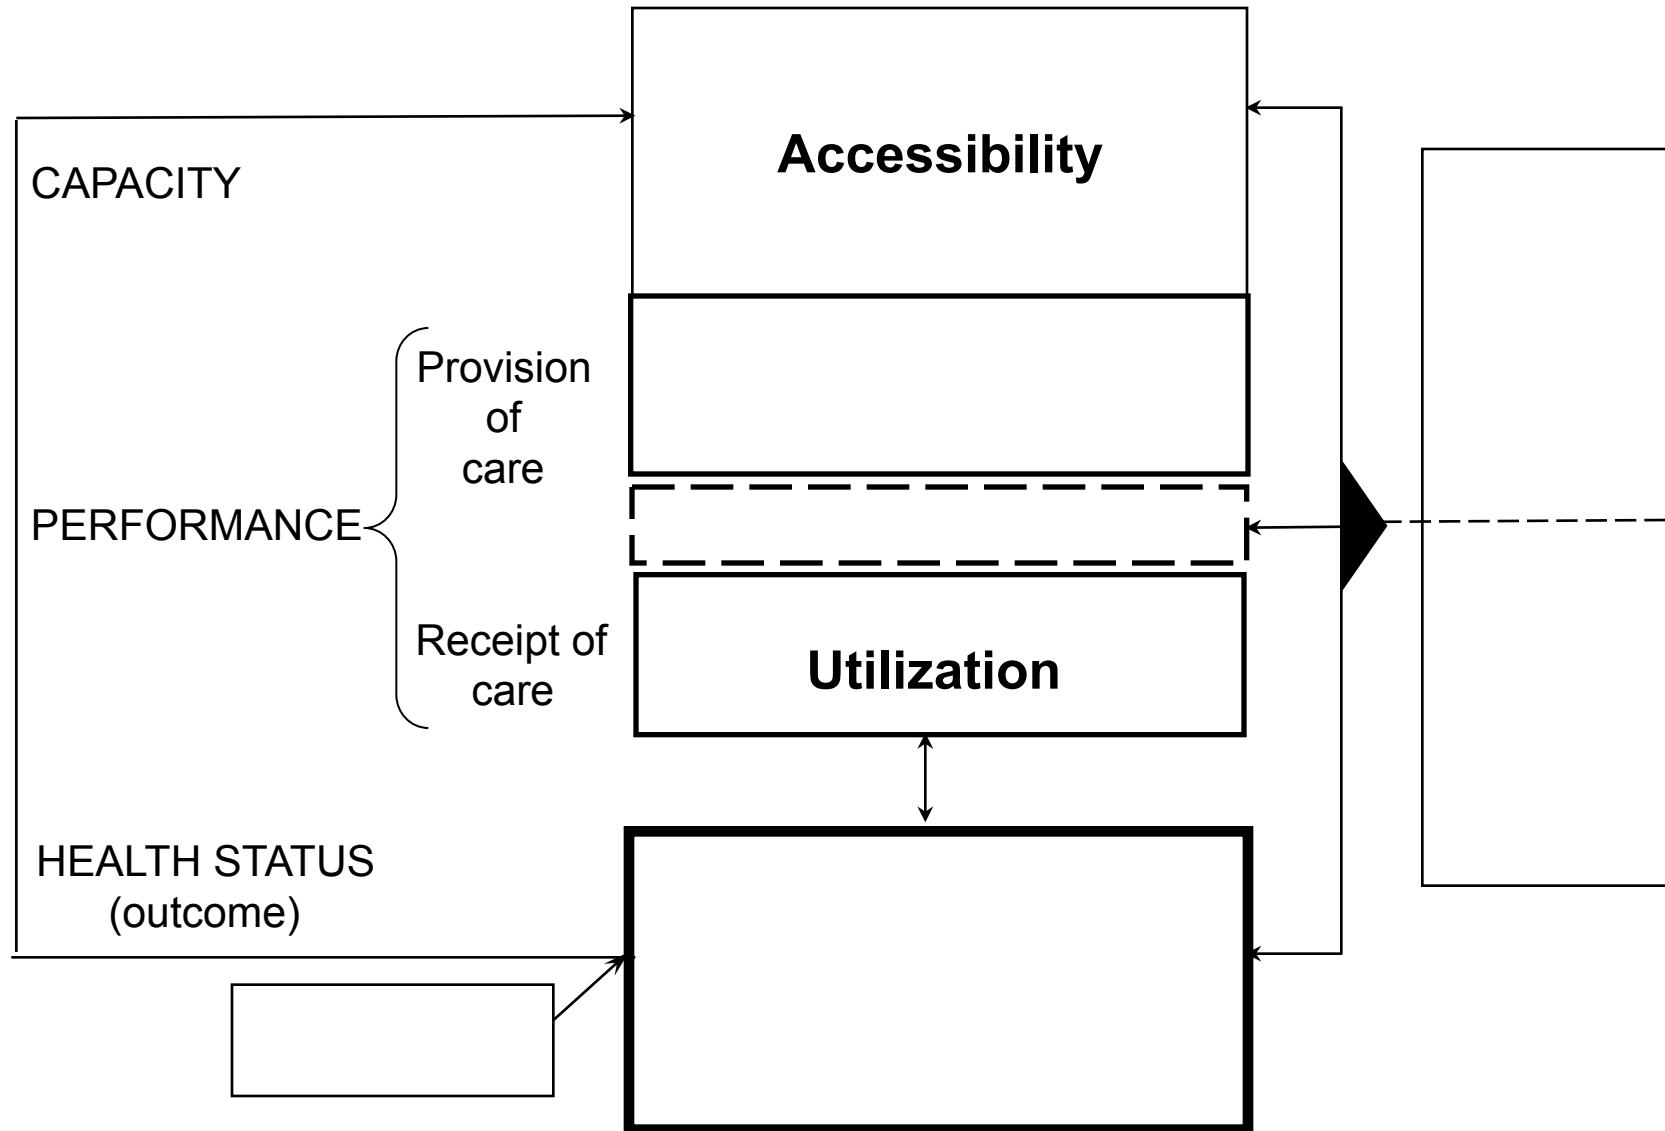 Accessibility
CAPACITY
Provision
of
care
PERFORMANCE
Receipt of
care
Utilization
HEALTH STATUS
(outcome)